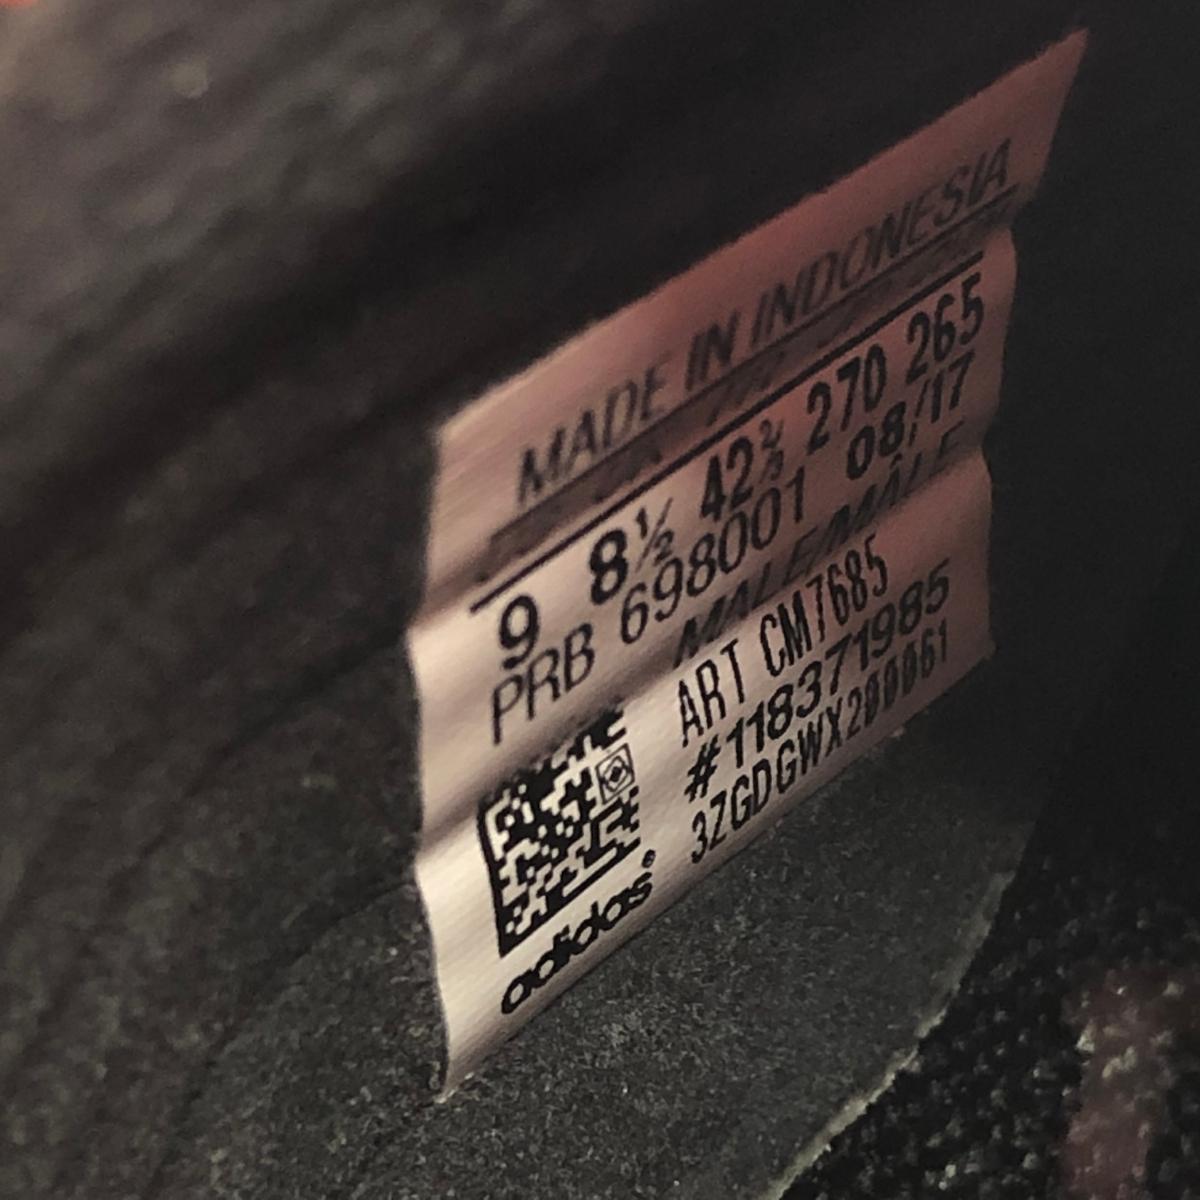 MADE IN INDONESIA
9 8½ 42⅔ 270 265
PRB 698001 08/17
MALE/MÂLE
ART CM7685
#118371985
3ZGDGWX200061
adidas®